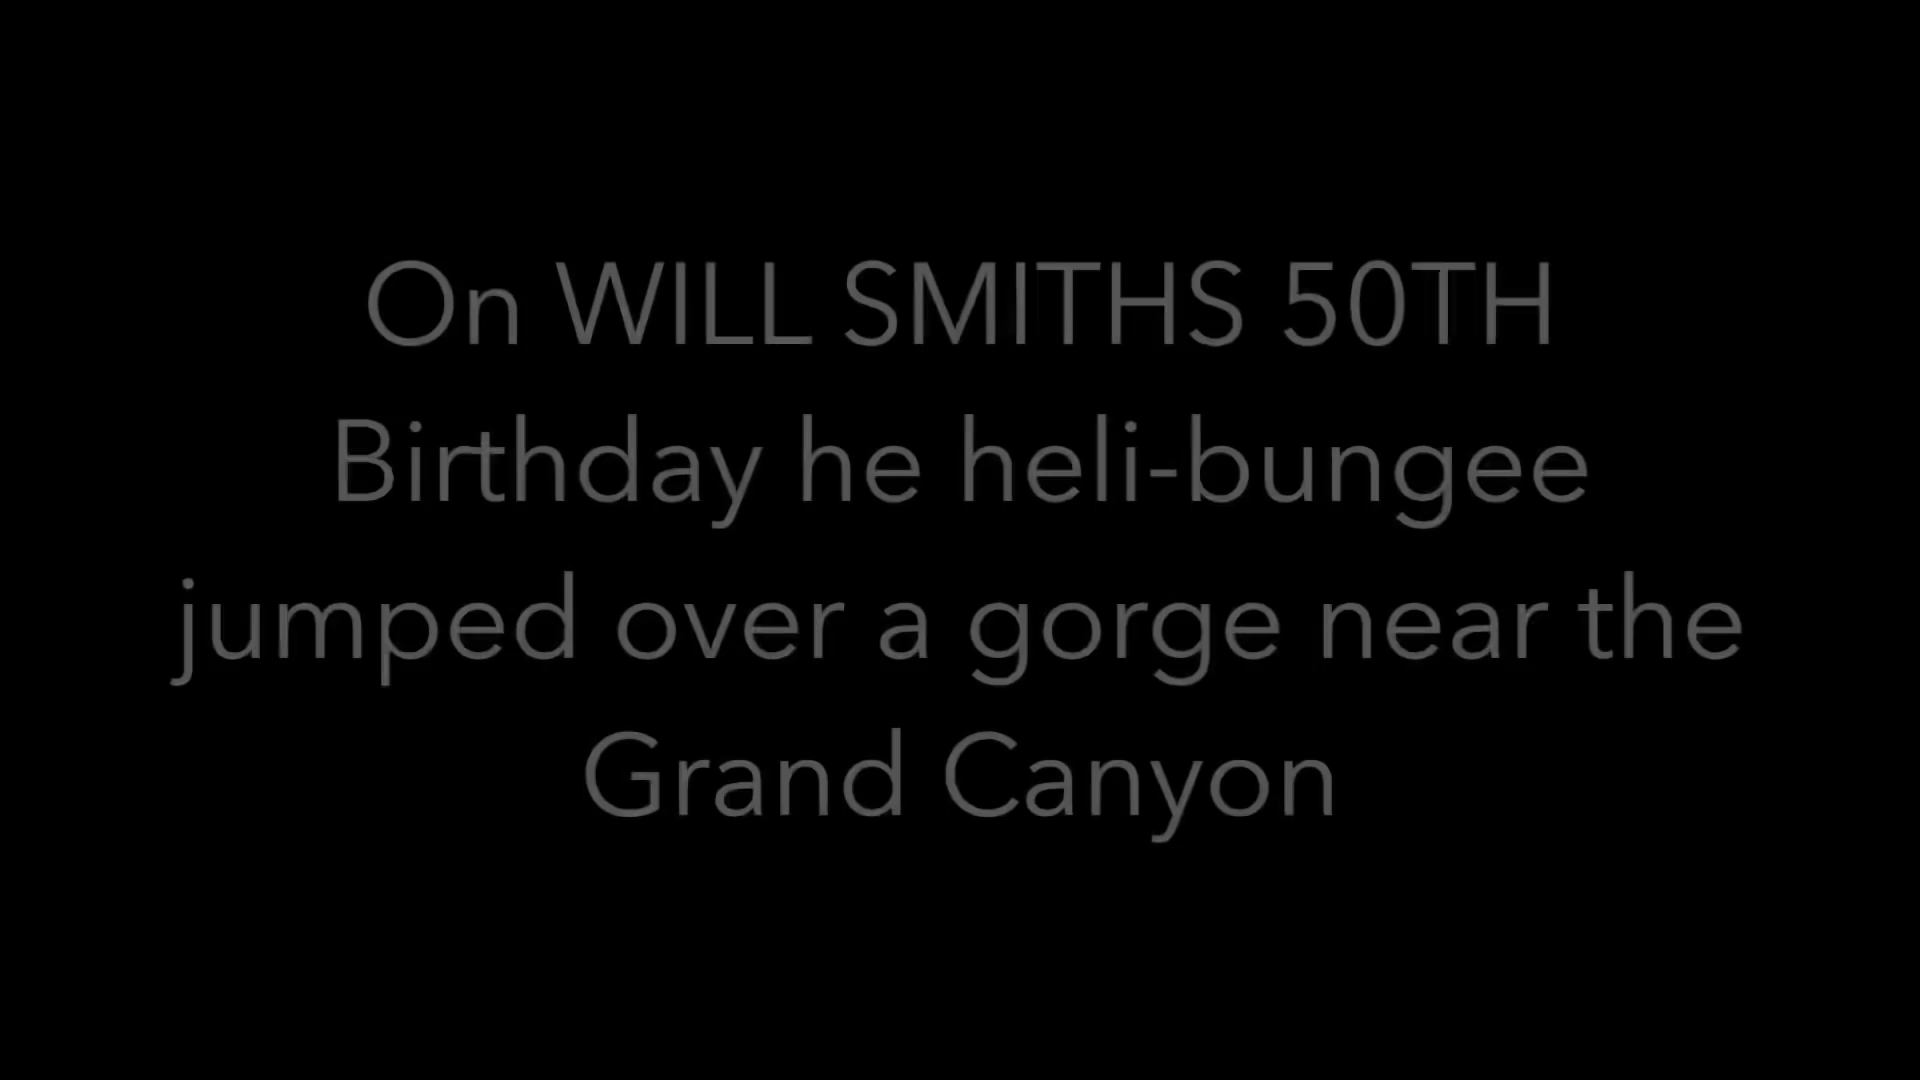 On WILL SMITHS 50TH
Birthday he heli-bungee
jumped over a gorge near the
Grand Canyon